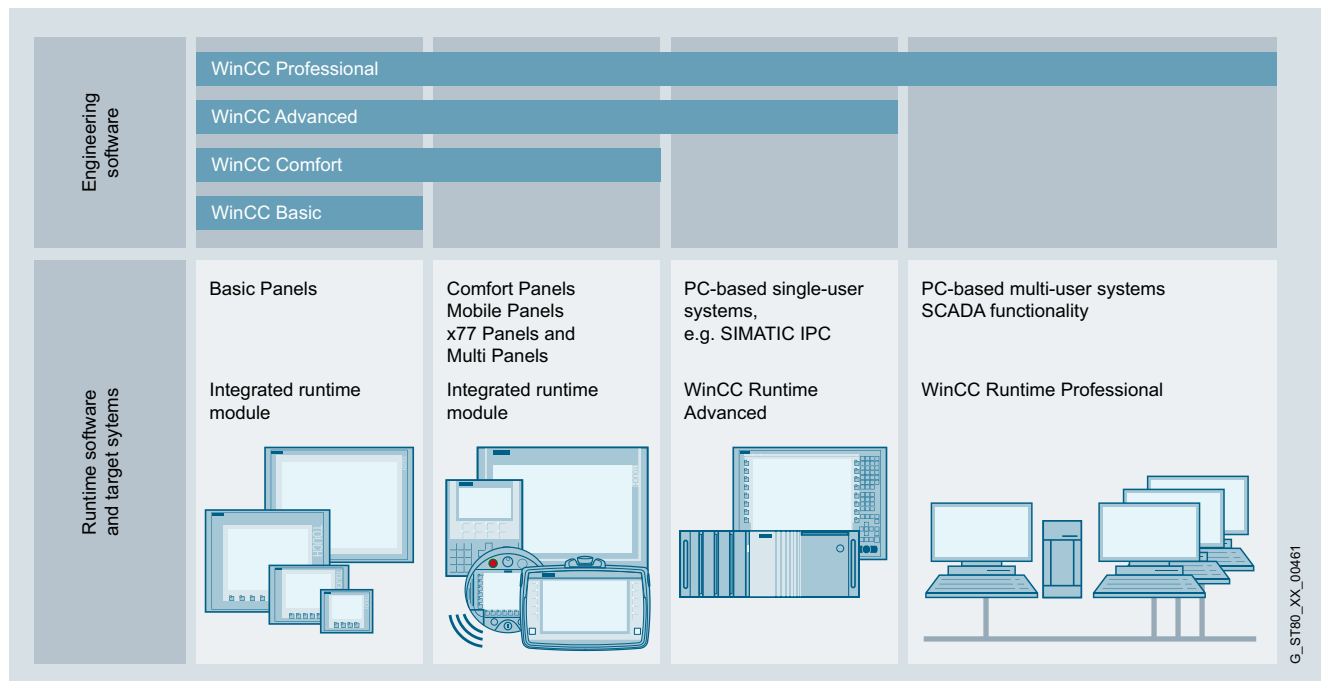 Engineering
software
WinCC Professional
WinCC Advanced
WinCC Comfort
WinCC Basic
Runtime software
and target sytems
Basic Panels
Integrated runtime
module
Comfort Panels
Mobile Panels
x77 Panels and
Multi Panels
Integrated runtime
module
PC-based single-user
systems,
e.g. SIMATIC IPC
WinCC Runtime
Advanced
PC-based multi-user systems
SCADA functionality
WinCC Runtime Professional
G_ST80_XX_00461